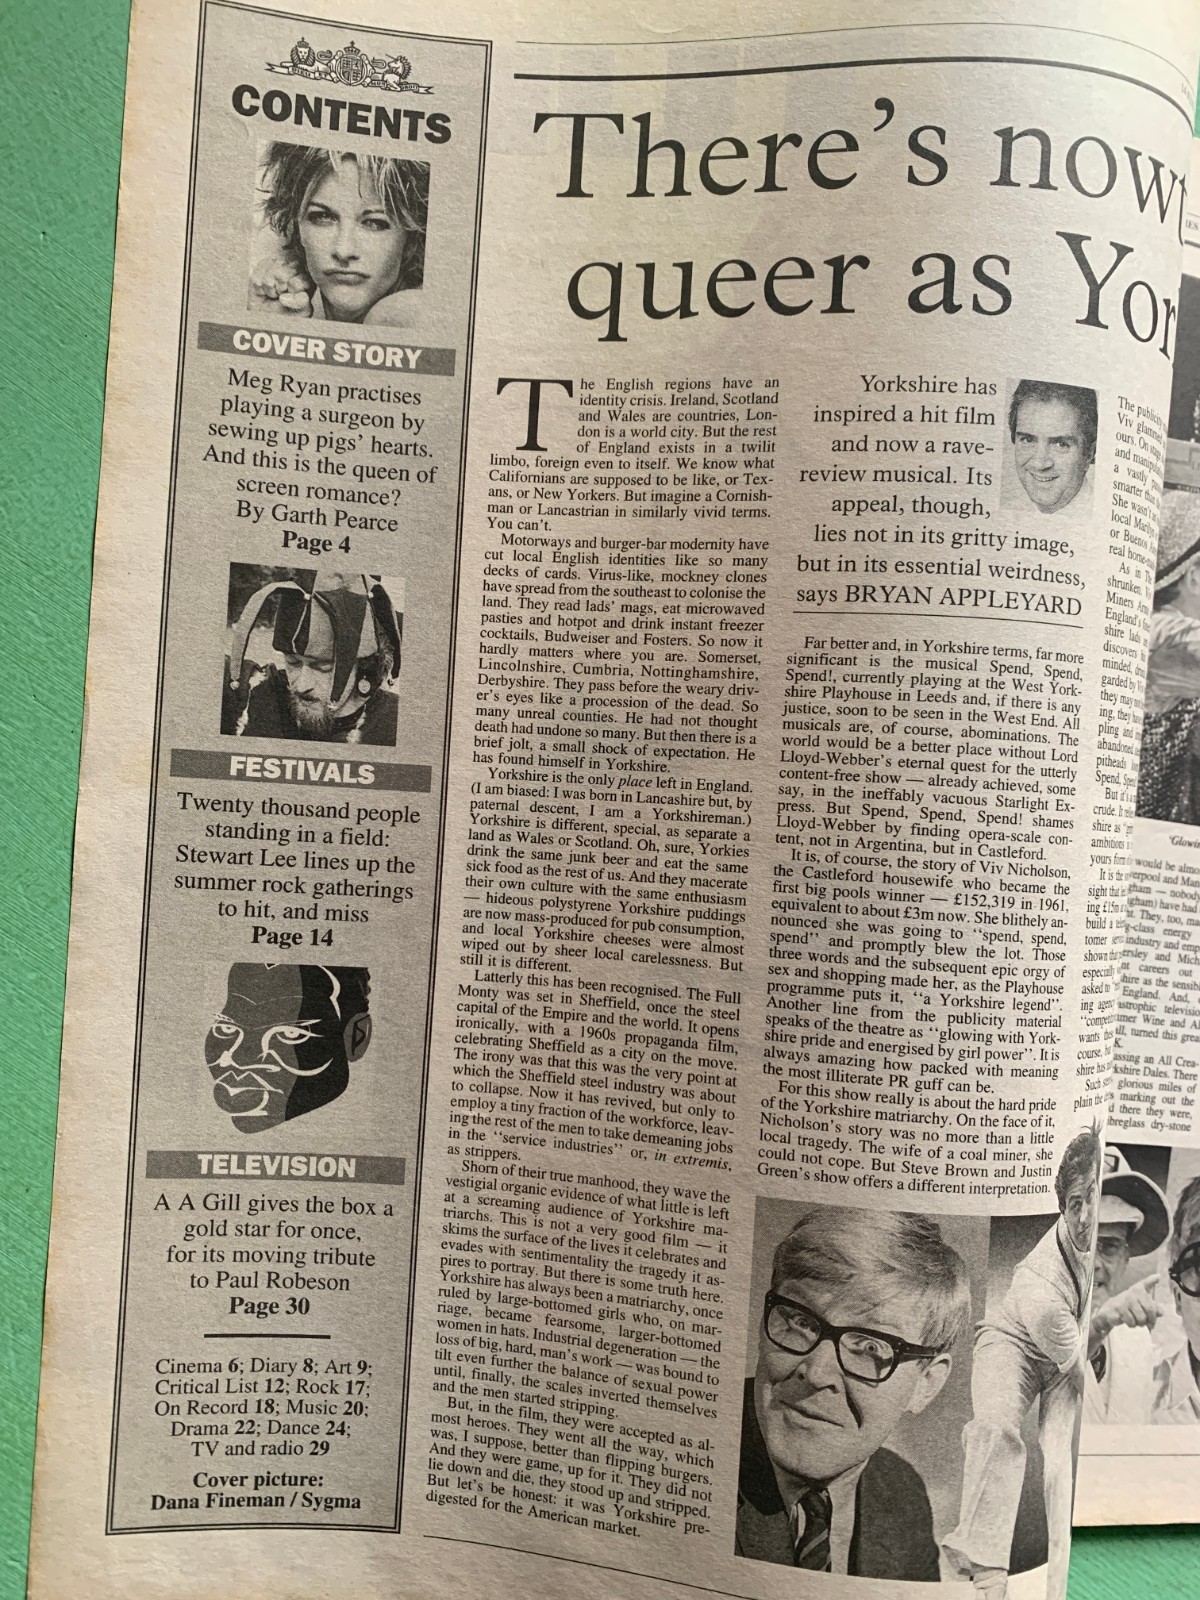 CONTENTS
COVER STORY
Meg Ryan practises
playing a surgeon by
sewing up pigs' hearts.
And this is the queen of
screen romance?
By Garth Pearce
Page 4
FESTIVALS
Twenty thousand people
standing in a field:
Stewart Lee lines up the
summer rock gatherings
to hit, and miss
Page 14
TELEVISION
A A Gill gives the box a
gold star for once,
for its moving tribute
to Paul Robeson
Page 30
Cinema 6; Diary 8; Art 9;
Critical List 12; Rock 17;
On Record 18; Music 20;
Drama 22; Dance 24;
TV and radio 29
Cover picture:
Dana Fineman / Sygma
There's nowt
queer as Yor
The English regions have an
identity crisis. Ireland, Scotland
and Wales are countries, Lon-
don is a world city. But the rest
of England exists in a twilit
limbo, foreign even to itself. We know what
Californians are supposed to be like, or Tex-
ans, or New Yorkers. But imagine a Cornish-
man or Lancastrian in similarly vivid terms.
You can't.
Motorways and burger-bar modernity have
cut local English identities like so many
decks of cards. Virus-like, mockney clones
have spread from the southeast to colonise the
land. They read lads' mags, eat microwaved
pasties and hotpot and drink instant freezer
cocktails, Budweiser and Fosters. So now it
hardly matters where you are. Somerset,
Lincolnshire, Cumbria, Nottinghamshire,
Derbyshire. They pass before the weary driv-
er's eyes like a procession of the dead. So
many unreal counties. He had not thought
death had undone so many. But then there is a
brief jolt, a small shock of expectation. He
has found himself in Yorkshire.
Yorkshire is the only place left in England.
(I am biased: I was born in Lancashire but, by
paternal descent, I am a Yorkshireman.)
Yorkshire is different, special, as separate a
land as Wales or Scotland. Oh, sure, Yorkies
drink the same junk beer and eat the same
sick food as the rest of us. And they macerate
their own culture with the same enthusiasm
— hideous polystyrene Yorkshire puddings
are now mass-produced for pub consumption,
and local Yorkshire cheeses were almost
wiped out by sheer local carelessness. But
still it is different.
Latterly this has been recognised. The Full
Monty was set in Sheffield, once the steel
capital of the Empire and the world. It opens
ironically, with a 1960s propaganda film,
celebrating Sheffield as a city on the move.
The irony was that this was the very point at
which the Sheffield steel industry was about
to collapse. Now it has revived, but only to
employ a tiny fraction of the workforce, leav-
ing the rest of the men to take demeaning jobs
in the "service industries" or, in extremis,
as strippers.
Shorn of their true manhood, they wave the
vestigial organic evidence of what little is left
at a screaming audience of Yorkshire ma-
triarchs. This is not a very good film — it
skims the surface of the lives it celebrates and
evades with sentimentality the tragedy it as-
pires to portray. But there is some truth here.
Yorkshire has always been a matriarchy, once
ruled by large-bottomed girls who, on mar-
riage, became fearsome, larger-bottomed
women in hats. Industrial degeneration — the
loss of big, hard, man's work — was bound to
tilt even further the balance of sexual power
until, finally, the scales inverted themselves
and the men started stripping.
But, in the film, they were accepted as al-
most heroes. They went all the way, which
was, I suppose, better than flipping burgers.
And they were game, up for it. They did not
lie down and die, they stood up and stripped.
But let's be honest: it was Yorkshire pre-
digested for the American market.
Yorkshire has
inspired a hit film
and now a rave-
review musical. Its
appeal, though,
lies not in its gritty image,
but in its essential weirdness,
says BRYAN APPLEYARD
Far better and, in Yorkshire terms, far more
significant is the musical Spend, Spend,
Spend!, currently playing at the West York-
shire Playhouse in Leeds and, if there is any
justice, soon to be seen in the West End. All
musicals are, of course, abominations. The
world would be a better place without Lord
Lloyd-Webber's eternal quest for the utterly
content-free show — already achieved, some
say, in the ineffably vacuous Starlight Ex-
press. But Spend, Spend, Spend! shames
Lloyd-Webber by finding opera-scale con-
tent, not in Argentina, but in Castleford.
It is, of course, the story of Viv Nicholson,
the Castleford housewife who became the
first big pools winner — £152,319 in 1961,
equivalent to about £3m now. She blithely an-
nounced she was going to "spend, spend,
spend" and promptly blew the lot. Those
three words and the subsequent epic orgy of
sex and shopping made her, as the Playhouse
programme puts it, "a Yorkshire legend".
Another line from the publicity material
speaks of the theatre as "glowing with York-
shire pride and energised by girl power". It is
always amazing how packed with meaning
the most illiterate PR guff can be.
For this show really is about the hard pride
of the Yorkshire matriarchy. On the face of it,
Nicholson's story was no more than a little
local tragedy. The wife of a coal miner, she
could not cope. But Steve Brown and Justin
Green's show offers a different interpretation.
The publicity
Viv glammed
ours. On
and
a vastly
smarter
She wasn't
local
or Buenos
real
As in
shrunken,
Miners
England's
shire lads